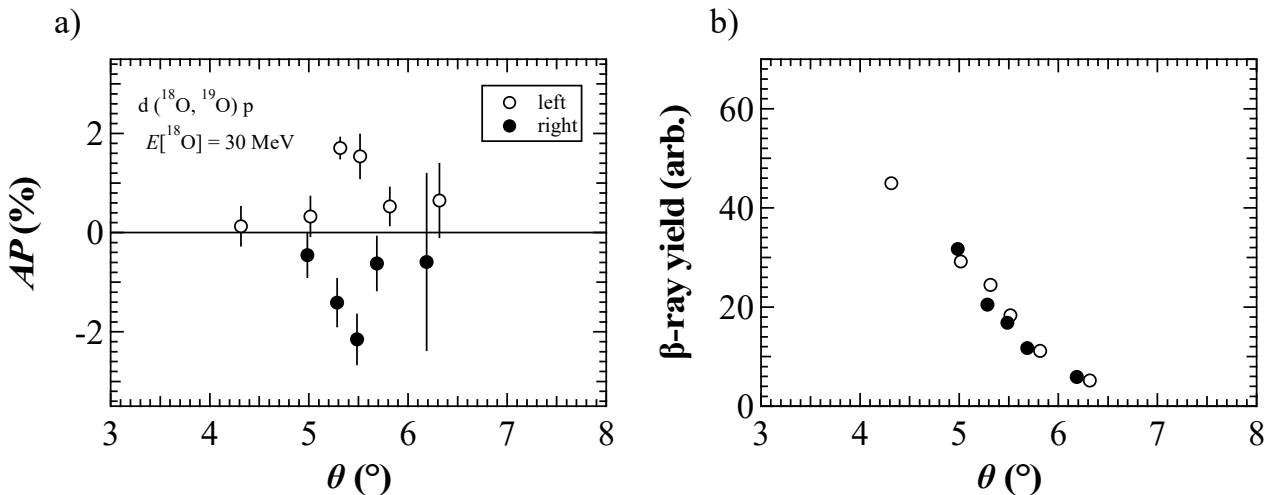 a)
d (18O, 19O) p
E[18O] = 30 MeV
left
right
AP (%)
2
0
-2
3 4 5 6 7 8
θ (°)
b)
β-ray yield (arb.)
60
40
20
0
3 4 5 6 7 8
θ (°)